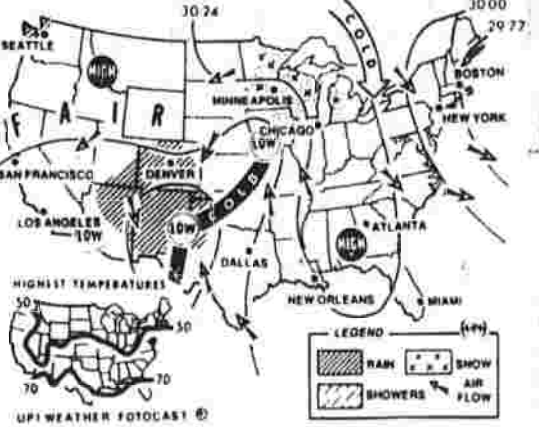 30.24
30.00
29.77
COLD
SEATTLE
HIGH
BOSTON
MINNEAPOLIS
NEW YORK
FAIR
CHICAGO
LOW
SAN FRANCISCO
DENVER
COLD
LOS ANGELES
LOW
LOW
ATLANTA
HIGH
DALLAS
HIGHEST TEMPERATURES
NEW ORLEANS
MIAMI
50
50
70
70
LEGEND
RAIN
SNOW
SHOWERS
AIR
FLOW
UPI WEATHER FOTOCAST ©